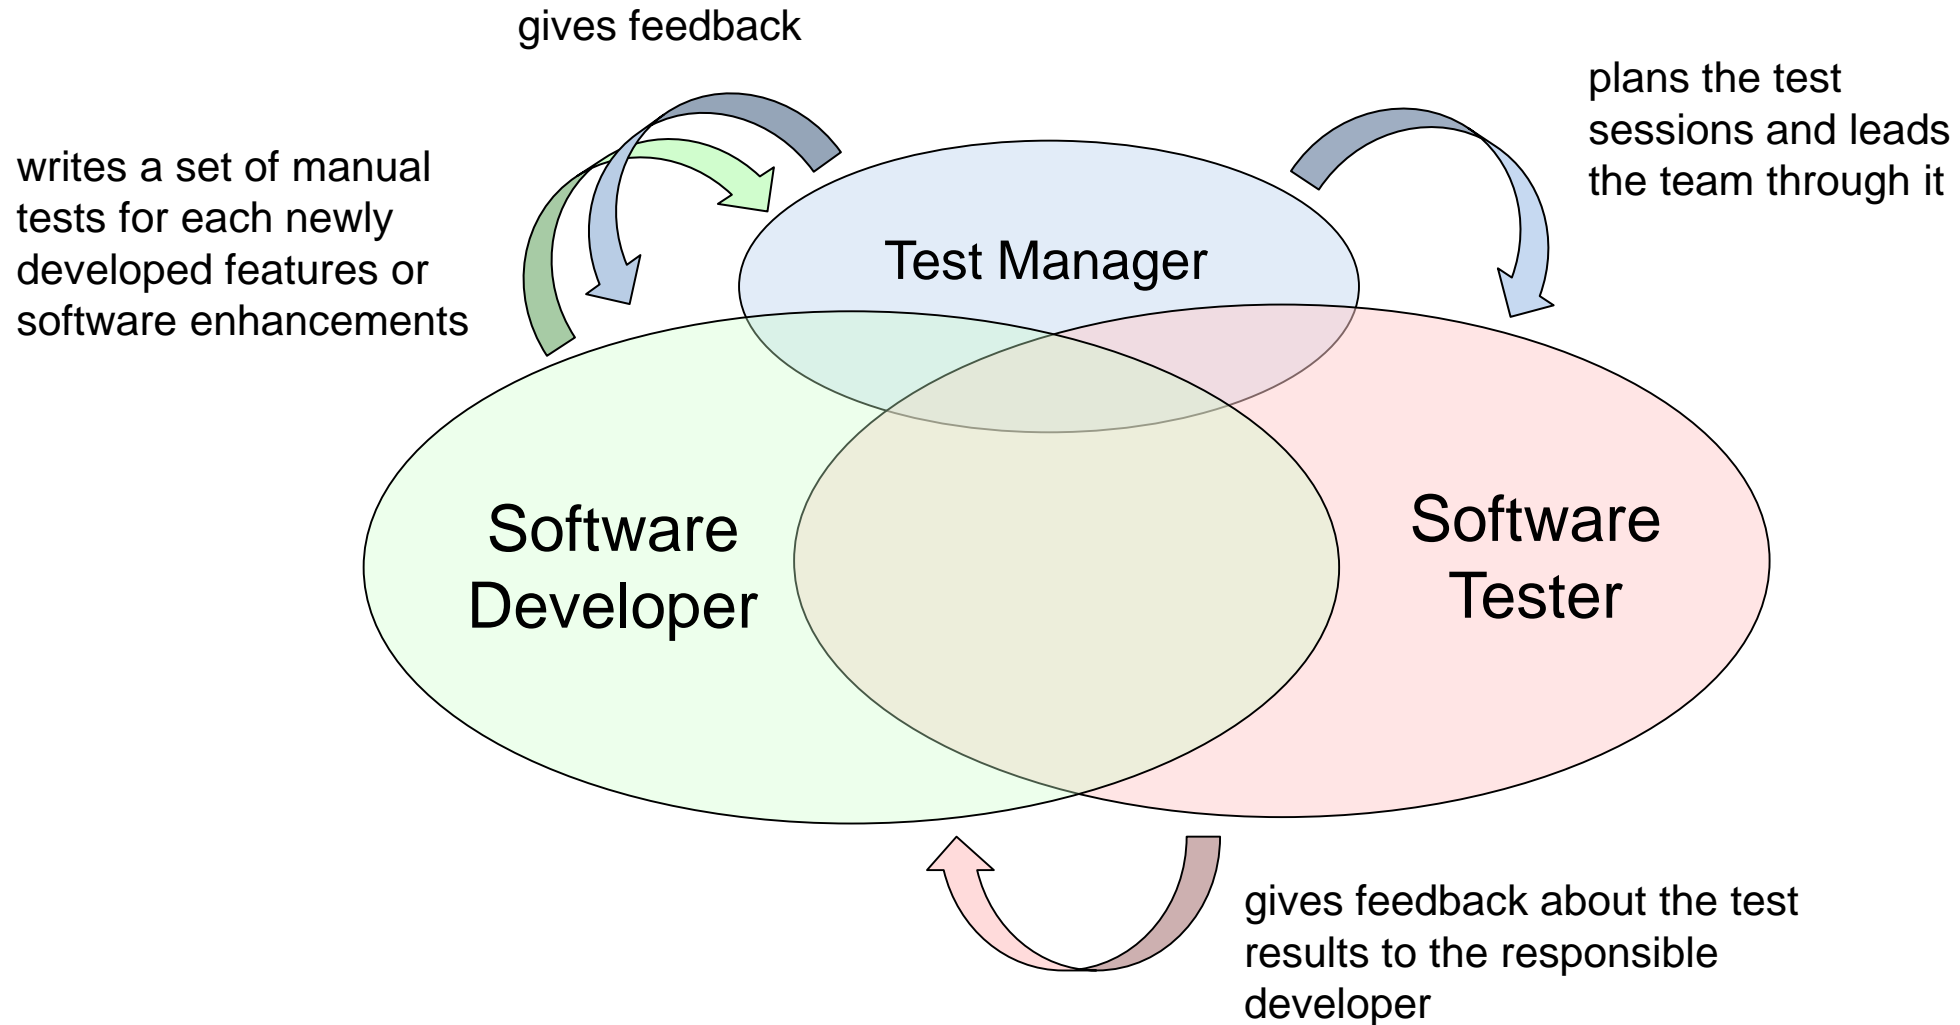 gives feedback
plans the test
sessions and leads
the team through it
writes a set of manual
tests for each newly
developed features or
software enhancements
Test Manager
Software
Developer
Software
Tester
gives feedback about the test
results to the responsible
developer